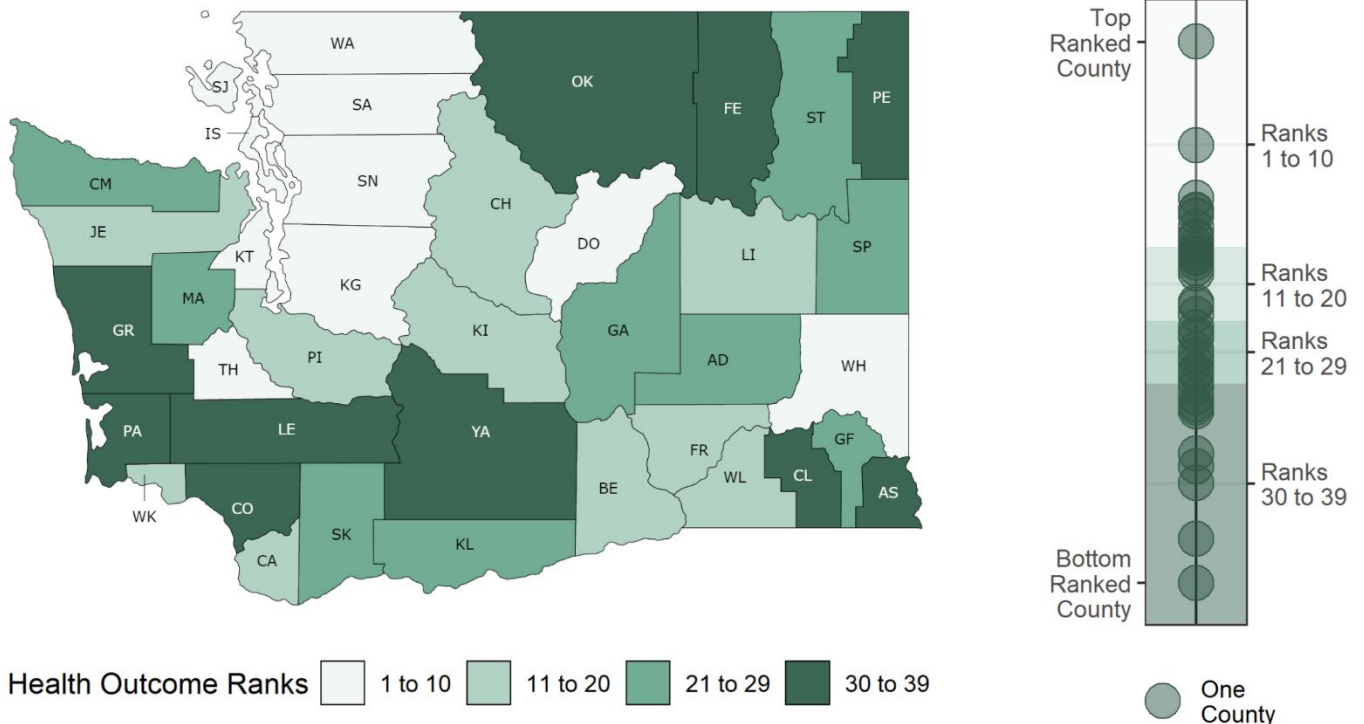 WA
SJ
SA
IS
SN
CM
JE
KT
KG
MA
GR
TH
PI
PA
LE
WK
CO
CA
SK
KL
YA
KI
CH
OK
DO
GA
BE
FR
WL
AD
LI
FE
ST
PE
SP
WH
GF
CL
AS
Health Outcome Ranks
1 to 10
11 to 20
21 to 29
30 to 39
Top
Ranked
County
Ranks
1 to 10
Ranks
11 to 20
Ranks
21 to 29
Ranks
30 to 39
Bottom
Ranked
County
One
County